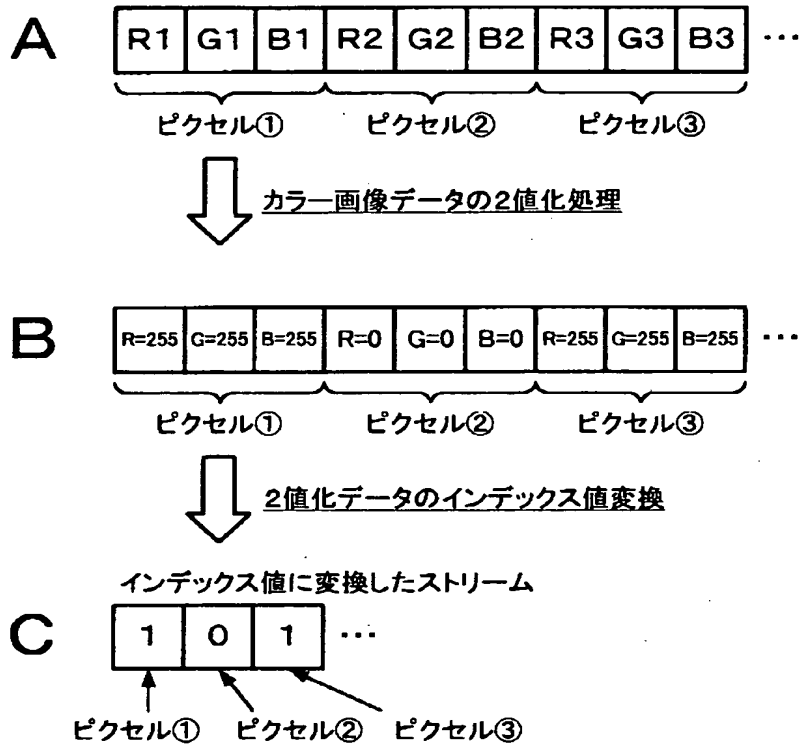 A R1 G1 B1 R2 G2 B2 R3 G3 B3 …
ピクセル① ピクセル② ピクセル③
カラー画像データの2値化処理
B R=255 G=255 B=255 R=0 G=0 B=0 R=255 G=255 B=255 …
ピクセル① ピクセル② ピクセル③
2値化データのインデックス値変換
インデックス値に変換したストリーム
C 1 0 1 …
ピクセル① ピクセル② ピクセル③